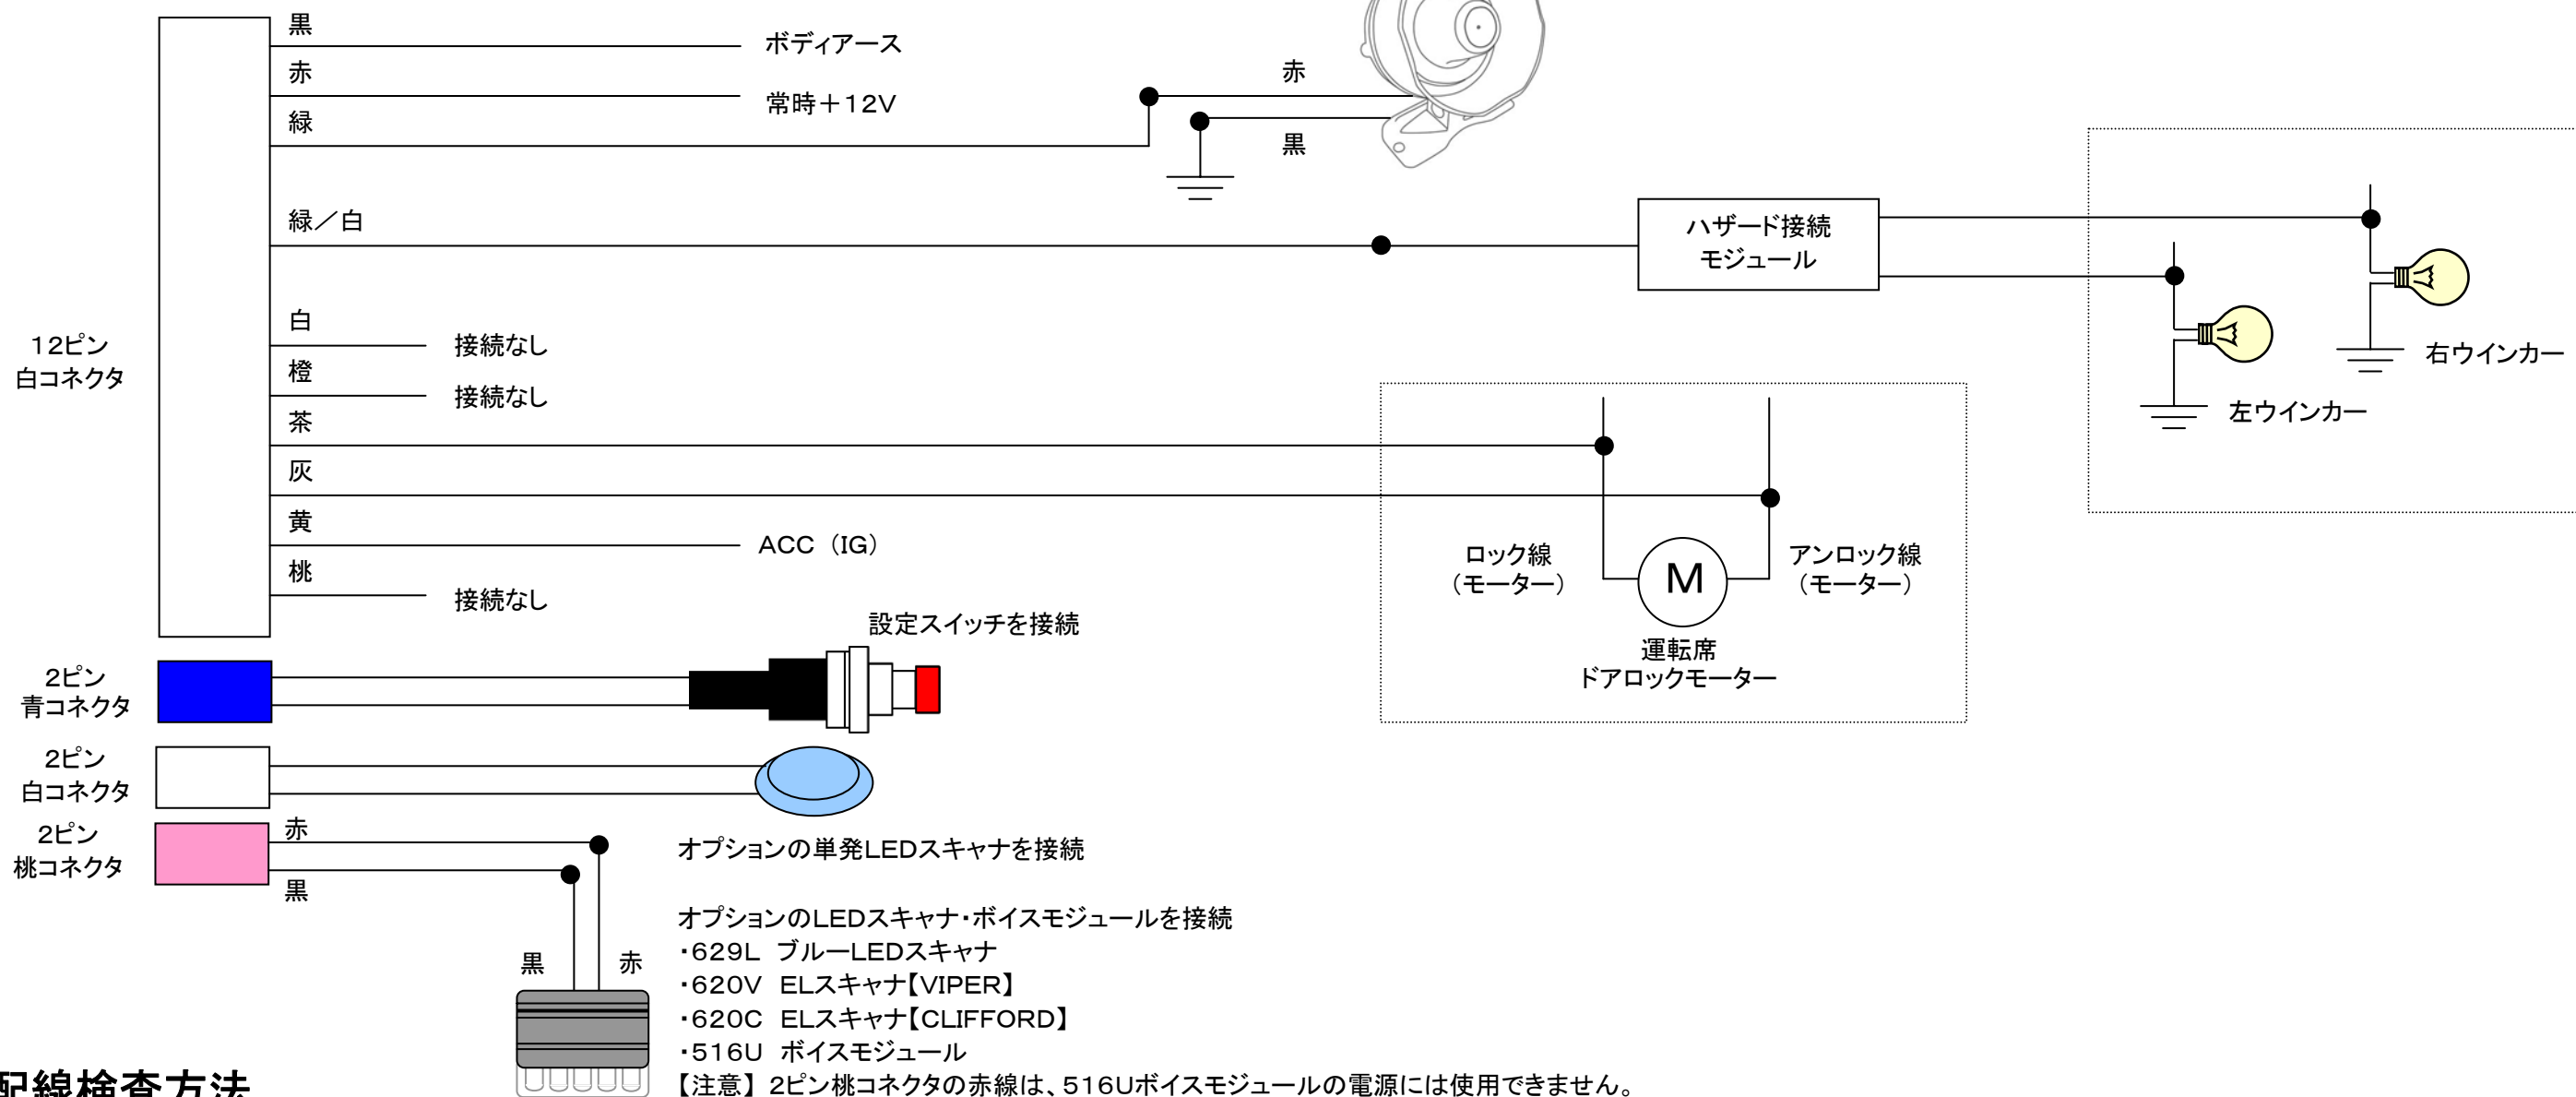 黒
ボディアース
赤
常時＋12V
緑
赤
黒
緑／白
ハザード接続
モジュール
右ウインカー
左ウインカー
12ピン
白コネクタ
白
接続なし
橙
接続なし
茶
灰
黄
ACC（IG）
桃
接続なし
ロック線
（モーター）
M
アンロック線
（モーター）
運転席
ドアロックモーター
設定スイッチを接続
2ピン
青コネクタ
2ピン
白コネクタ
2ピン
桃コネクタ
赤
黒
オプションの単発LEDスキャナを接続
黒
赤
オプションのLEDスキャナ・ボイスモジュールを接続
・629L ブルーLEDスキャナ
・620V ELスキャナ【VIPER】
・620C ELスキャナ【CLIFFORD】
・516U ボイスモジュール
【注意】 2ピン桃コネクタの赤線は、516Uボイスモジュールの電源には使用できません。
配線検査方法